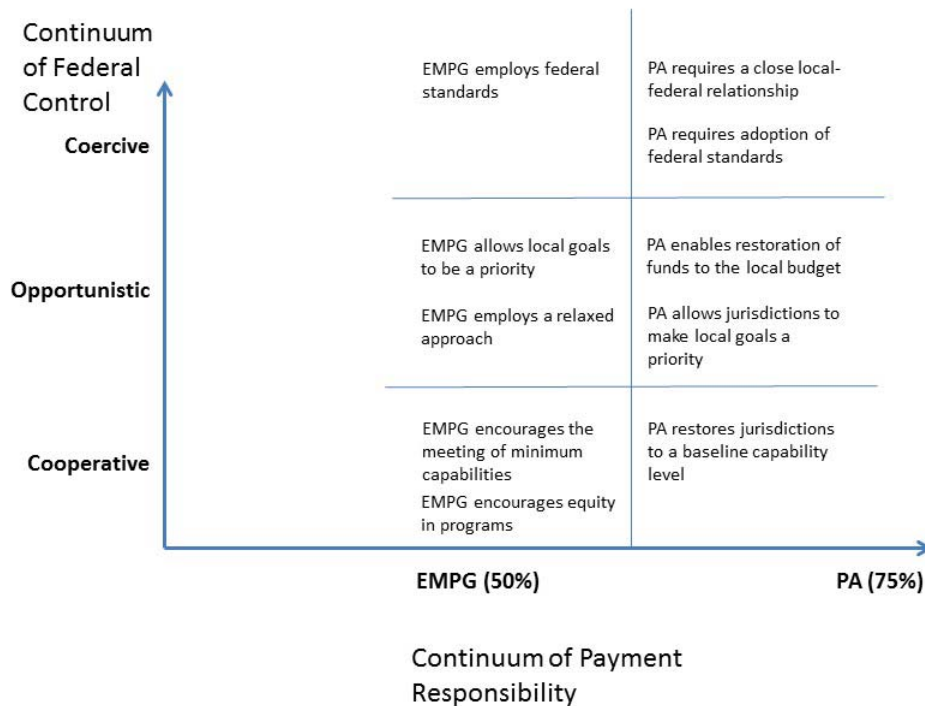 Continuum
of Federal
Control
Coercive
EMPG employs federal
standards
PA requires a close local-
federal relationship
PA requires adoption of
federal standards
Opportunistic
EMPG allows local goals
to be a priority
EMPG employs a relaxed
approach
PA enables restoration of
funds to the local budget
PA allows jurisdictions to
make local goals a
priority
Cooperative
EMPG encourages the
meeting of minimum
capabilities
EMPG encourages equity
in programs
PA restores jurisdictions
to a baseline capability
level
EMPG (50%)
PA (75%)
Continuum of Payment
Responsibility